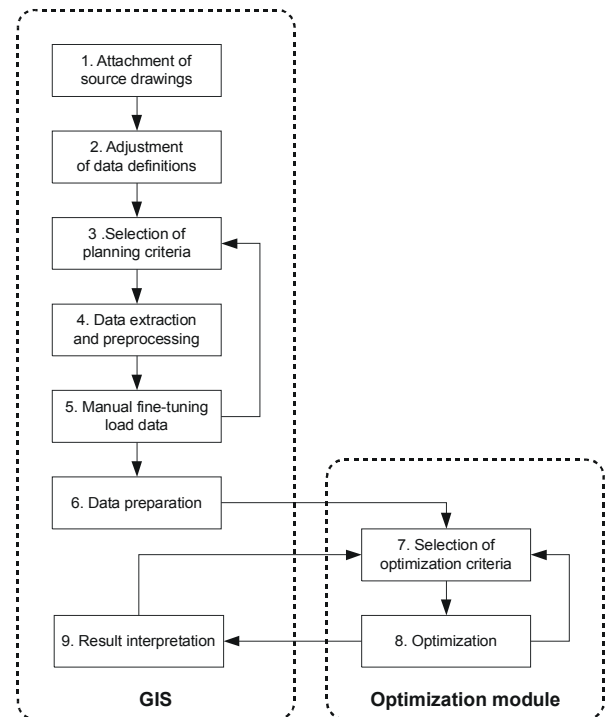 1. Attachment of
source drawings
2. Adjustment
of data definitions
3 .Selection of
planning criteria
4. Data extraction
and preprocessing
5. Manual fine-tuning
load data
6. Data preparation
7. Selection of
optimization criteria
9. Result interpretation
8. Optimization
GIS
Optimization module